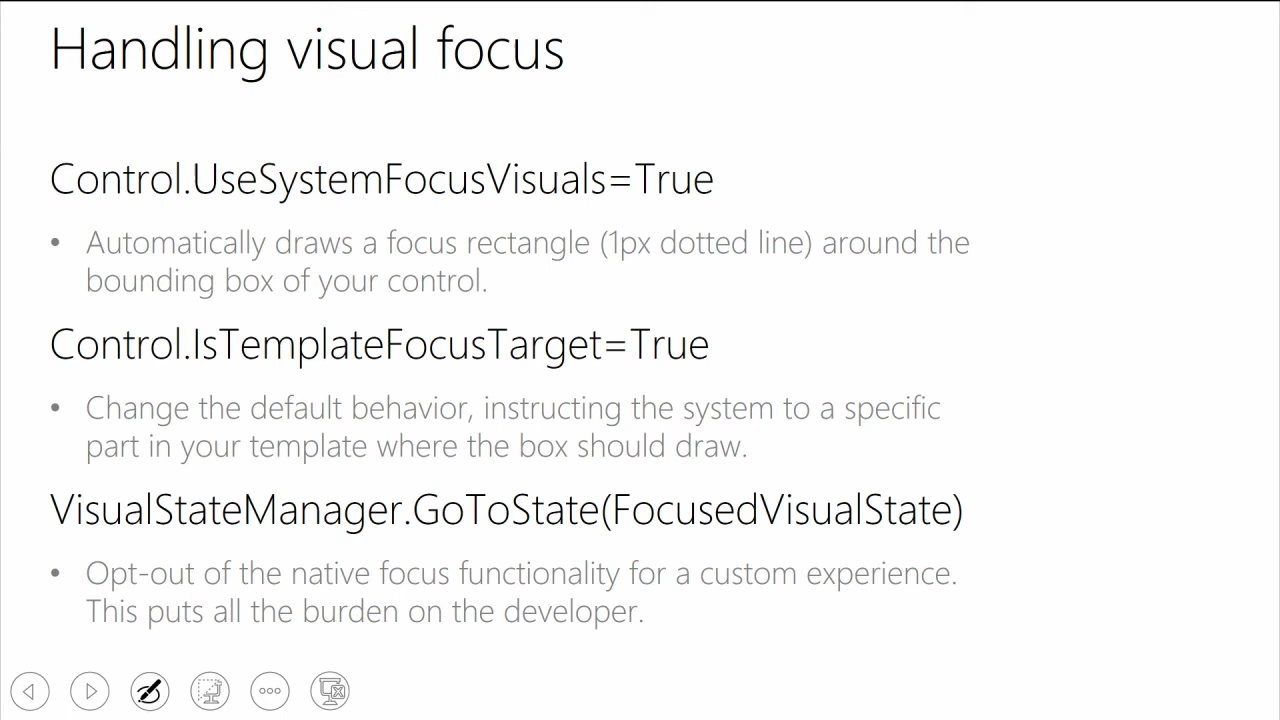 Handling visual focus
Control.UseSystemFocusVisuals=True
• Automatically draws a focus rectangle (1px dotted line) around the
bounding box of your control.
Control.IsTemplateFocusTarget=True
• Change the default behavior, instructing the system to a specific
part in your template where the box should draw.
VisualStateManager.GoToState(FocusedVisualState)
• Opt-out of the native focus functionality for a custom experience.
This puts all the burden on the developer.